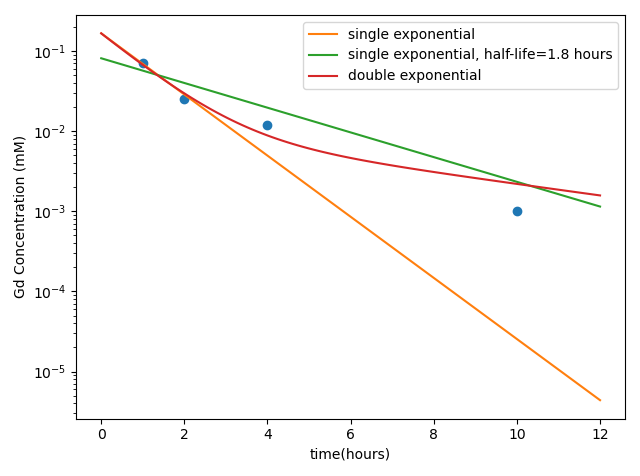 single exponential
single exponential, half-life=1.8 hours
double exponential
Gd Concentration (mM)
10⁻¹
10⁻²
10⁻³
10⁻⁴
10⁻⁵
0 2 4 6 8 10 12
time(hours)